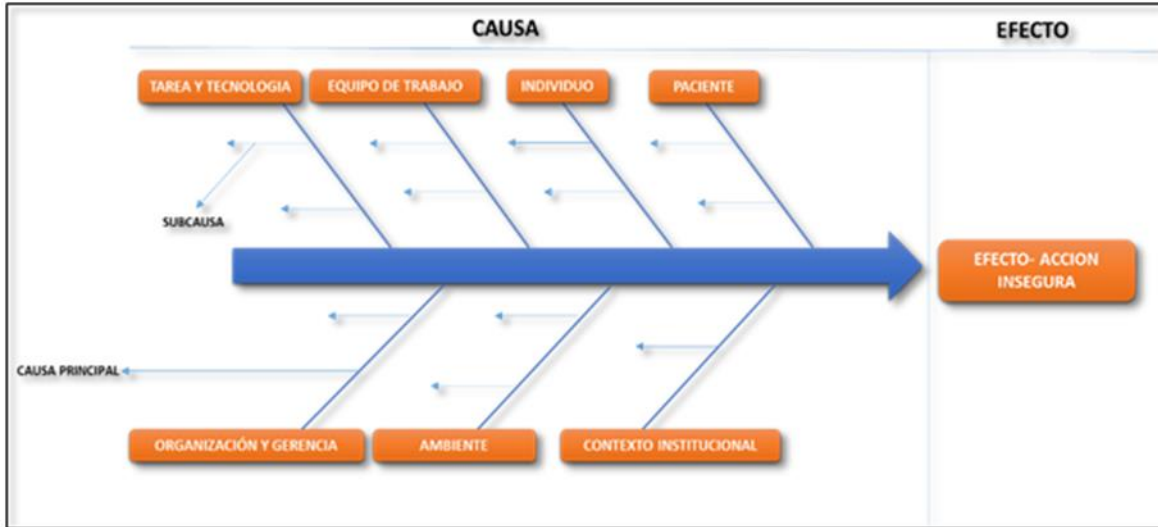 CAUSA
EFECTO
TAREA Y TECNOLOGIA
EQUIPO DE TRABAJO
INDIVIDUO
PACIENTE
SUBCAUSA
EFECTO- ACCION
INSEGURA
CAUSA PRINCIPAL
ORGANIZACIÓN Y GERENCIA
AMBIENTE
CONTEXTO INSTITUCIONAL